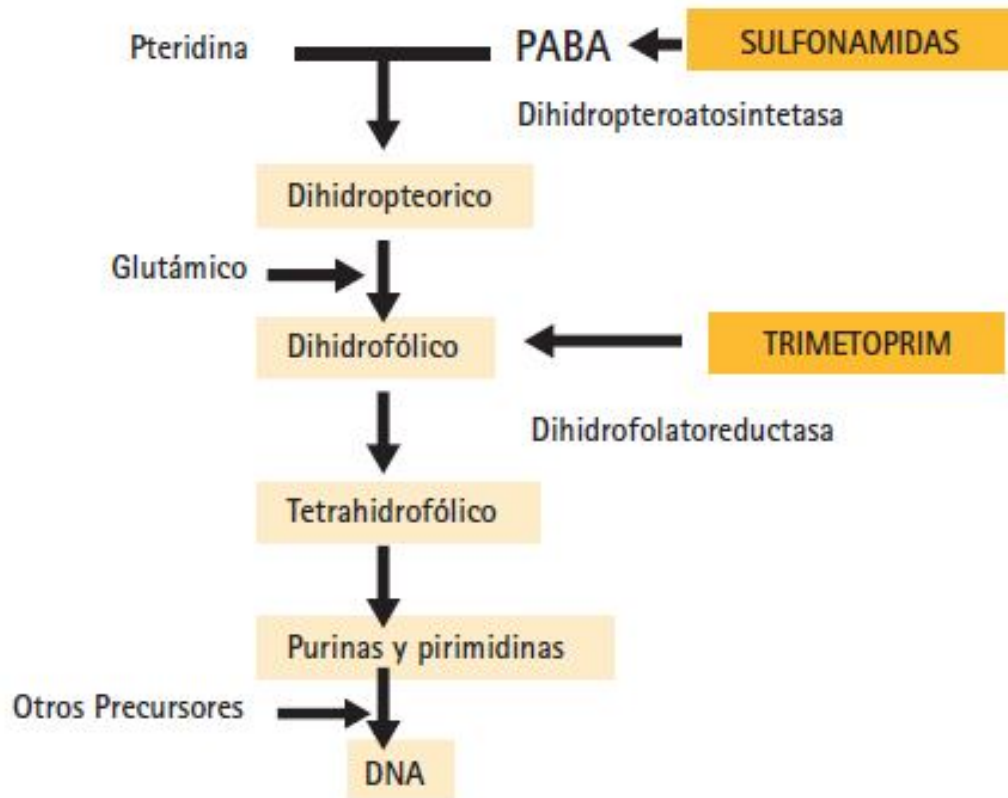 Pteridina
PABA
SULFONAMIDAS
Dihidropteroatosintetasa
Dihidropteorico
Glutámico
Dihidrofólico
TRIMETOPRIM
Dihidrofolatoreductasa
Tetrahidrofólico
Purinas y pirimidinas
Otros Precursores
DNA